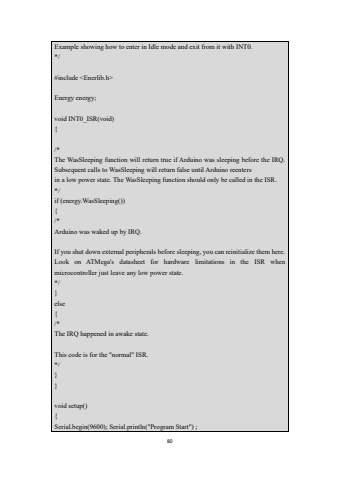 Example showing how to enter in Idle mode and exit from it with INT0.
*/
#include <Enerlib.h>
Energy energy;
void INT0_ISR(void)
{
/*
The WasSleeping function will return true if Arduino was sleeping before the IRQ.
Subsequent calls to WasSleeping will return false until Arduino reenters
in a low power state. The WasSleeping function should only be called in the ISR.
*/
if (energy.WasSleeping())
{
/*
Arduino was waked up by IRQ.
If you shut down external peripherals before sleeping, you can reinitialize them here.
Look on ATMega's datasheet for hardware limitations in the ISR when
microcontroller just leave any low power state.
*/
}
else
{
/*
The IRQ happened in awake state.
This code is for the "normal" ISR.
*/
}
}
void setup()
{
Serial.begin(9600); Serial.println("Program Start") ;
80